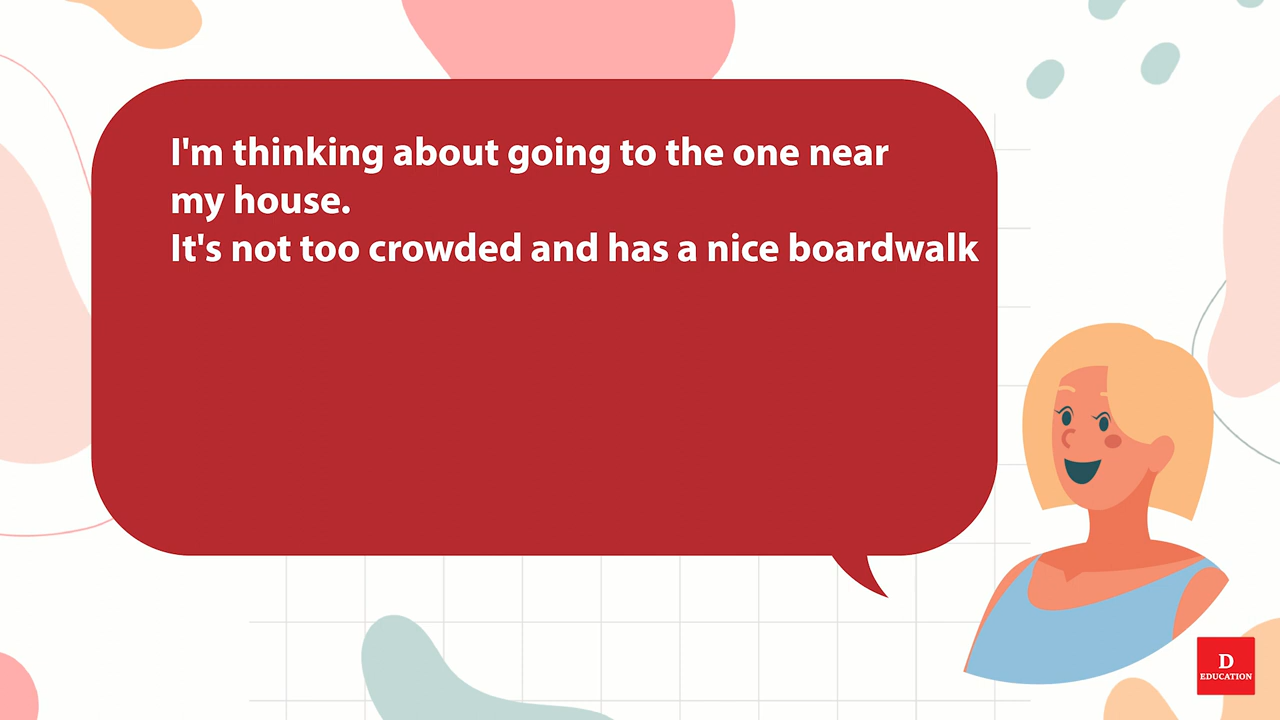 I'm thinking about going to the one near
my house.
It's not too crowded and has a nice boardwalk
D
EDUCATION